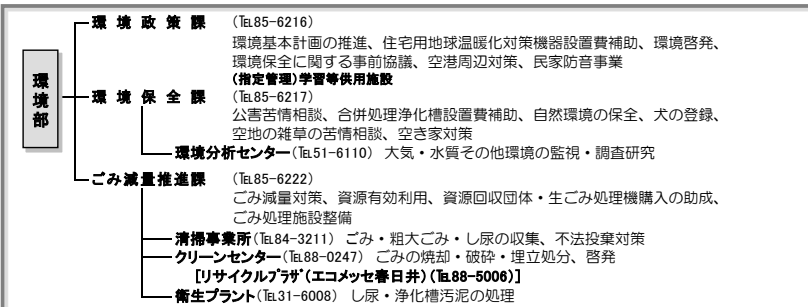 環境部
環 境 政 策 課 (℡85-6216)
環境基本計画の推進、住宅用地球温暖化対策機器設置費補助、環境啓発、
環境保全に関する事前協議、空港周辺対策、民家防音事業
(指定管理)学習等供用施設
環 境 保 全 課 (℡85-6217)
公害苦情相談、合併処理浄化槽設置費補助、自然環境の保全、犬の登録、
空地の雑草の苦情相談、空き家対策
環境分析センター(℡51-6110) 大気・水質その他環境の監視・調査研究
ごみ減量推進課 (℡85-6222)
ごみ減量対策、資源有効利用、資源回収団体・生ごみ処理機購入の助成、
ごみ処理施設整備
清掃事業所(℡84-3211) ごみ・粗大ごみ・し尿の収集、不法投棄対策
クリーンセンター(℡88-0247) ごみの焼却・破砕・埋立処分、啓発
[リサイクルプラザ(エコメッセ春日井)(℡88-5006)]
衛生プラント(℡31-6008) し尿・浄化槽汚泥の処理